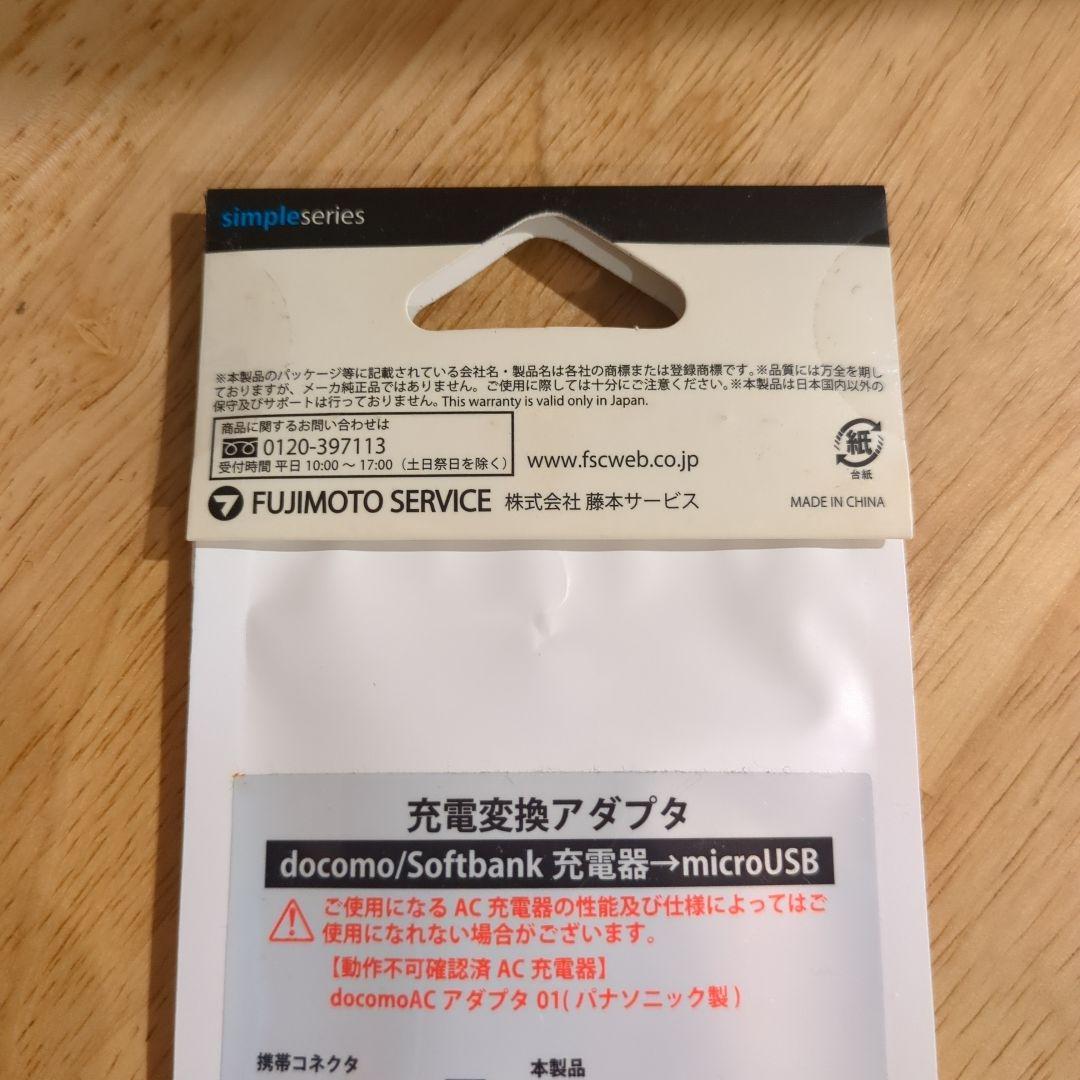 simpleseries
※本製品のパッケージ等に記載されている会社名・製品名は各社の商標または登録商標です。※品質には万全を期し
ておりますが、メーカ純正品ではありません。ご使用に際しては十分にご注意ください。※本製品は日本国内以外の
保守及びサポートは行っておりません。This warranty is valid only in Japan.
商品に関するお問い合わせは
0120-397113
受付時間 平日 10:00 ～ 17:00（土日祭日を除く）
www.fscweb.co.jp
紙
台紙
FUJIMOTO SERVICE 株式会社 藤本サービス
MADE IN CHINA
充電変換アダプタ
docomo/Softbank 充電器→microUSB
ご使用になる AC 充電器の性能及び仕様によってはご
使用になれない場合がございます。
【動作不可確認済 AC 充電器】
docomoAC アダプタ 01( パナソニック製 )
携帯コネクタ
本製品